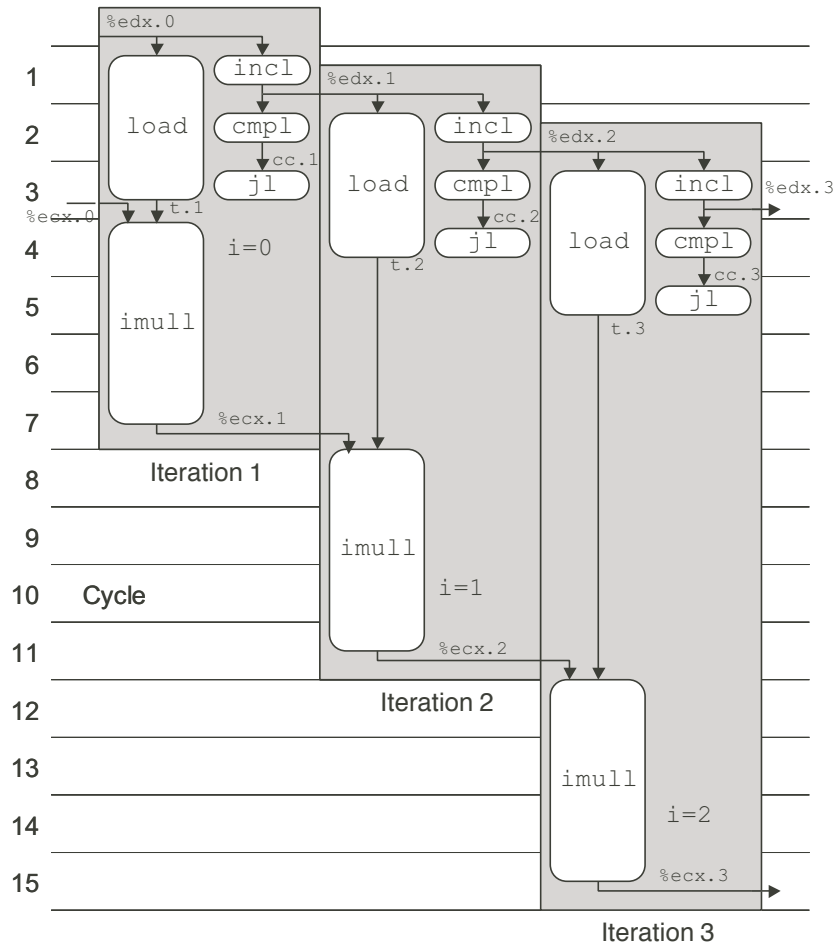 %edx.0
1
load
incl
%edx.1
2
cmpl
incl
%edx.2
cc.1
load
3
jl
cmpl
incl
%edx.3
%ecx.0
t.1
cc.2
load
4
i=0
jl
cmpl
t.2
cc.3
5
imull
jl
t.3
6
7
%ecx.1
8
Iteration 1
9
imull
10
Cycle
i=1
11
%ecx.2
12
Iteration 2
13
imull
14
i=2
15
%ecx.3
Iteration 3